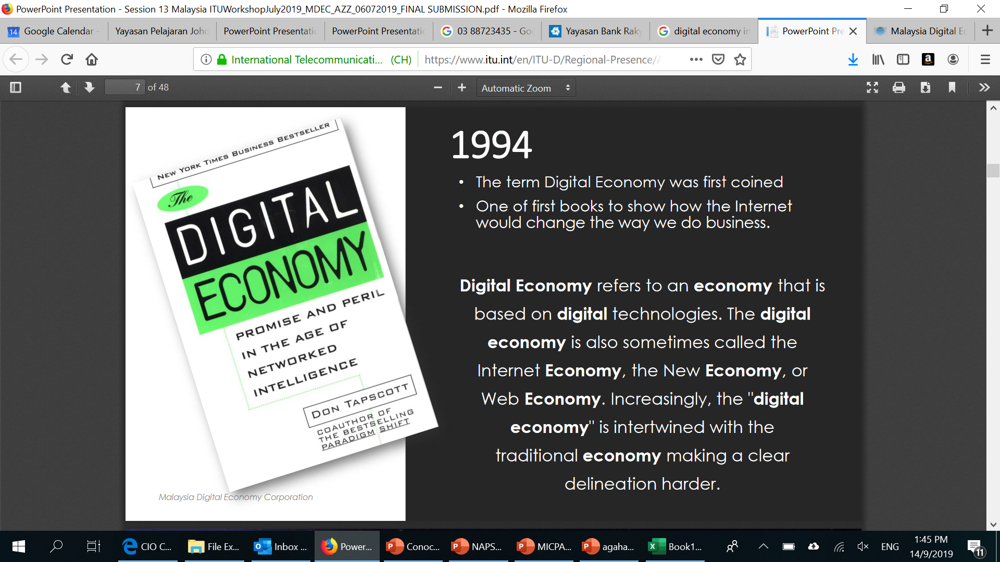 PowerPoint Presentation - Session 13 Malaysia ITUWorkshopJuly2019_MDEC_AZZ_06072019_FINAL SUBMISSION.pdf - Mozilla Firefox
14 Google Calendar - Yayasan Pelajaran Joho PowerPoint Presentatio PowerPoint Presentatio 03 88723435 - Goo Yayasan Bank Raky digital economy in PowerPoint Pre Malaysia Digital Ec
International Telecommunicati... (CH) https://www.itu.int/en/ITU-D/Regional-Presence/A
7 of 48 Automatic Zoom
NEW YORK TIMES BUSINESS BESTSELLER
The
DIGITAL
ECONOMY
PROMISE AND PERIL
IN THE AGE OF
NETWORKED
INTELLIGENCE
DON TAPSCOTT
COAUTHOR OF
THE BESTSELLING
PARADIGM SHIFT
Malaysia Digital Economy Corporation
1994
• The term Digital Economy was first coined
• One of first books to show how the Internet
would change the way we do business.
Digital Economy refers to an economy that is
based on digital technologies. The digital
economy is also sometimes called the
Internet Economy, the New Economy, or
Web Economy. Increasingly, the "digital
economy" is intertwined with the
traditional economy making a clear
delineation harder.
CIO C... File Ex... Inbox ... Power... Conoc... NAPS... MICPA... agaha... Book1... ENG 1:45 PM
14/9/2019 11